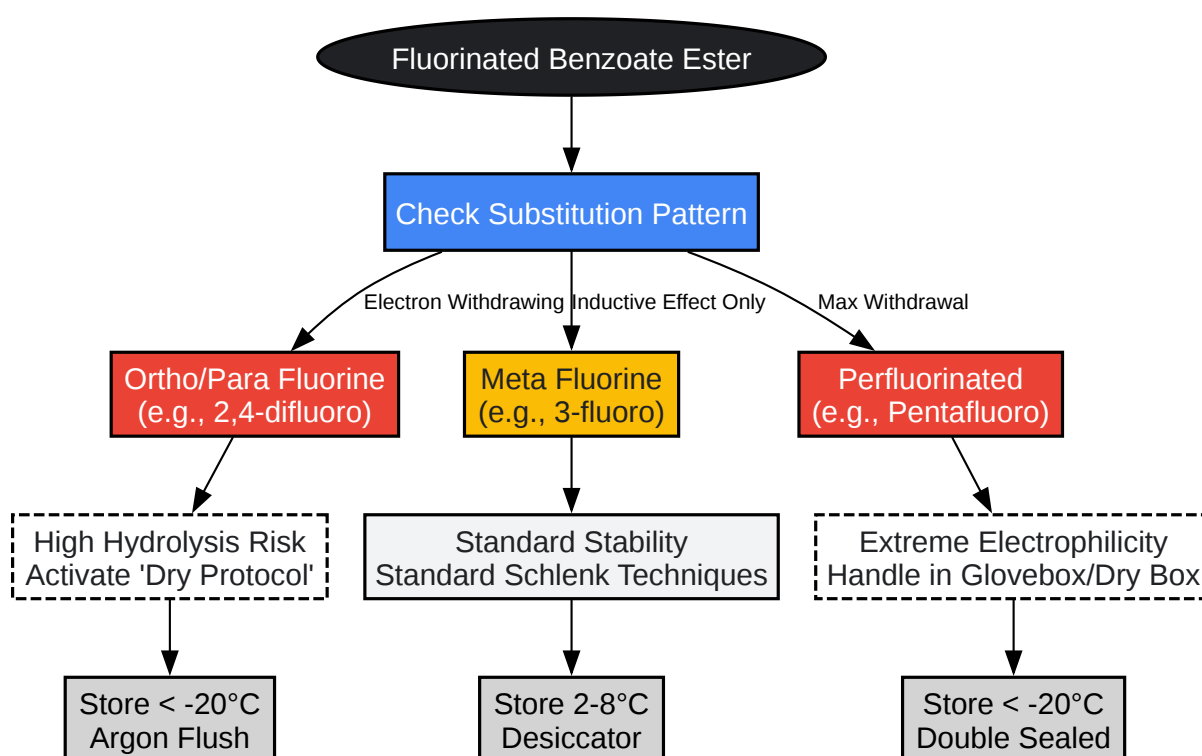 Fluorinated Benzoate Ester
Check Substitution Pattern
Electron Withdrawing
Inductive Effect Only
Max Withdrawal
Ortho/Para Fluorine
(e.g., 2,4-difluoro)
Meta Fluorine
(e.g., 3-fluoro)
Perfluorinated
(e.g., Pentafluoro)
High Hydrolysis Risk
Activate 'Dry Protocol'
Standard Stability
Standard Schlenk Techniques
Extreme Electrophilicity
Handle in Glovebox/Dry Box
Store < -20°C
Argon Flush
Store 2-8°C
Desiccator
Store < -20°C
Double Sealed